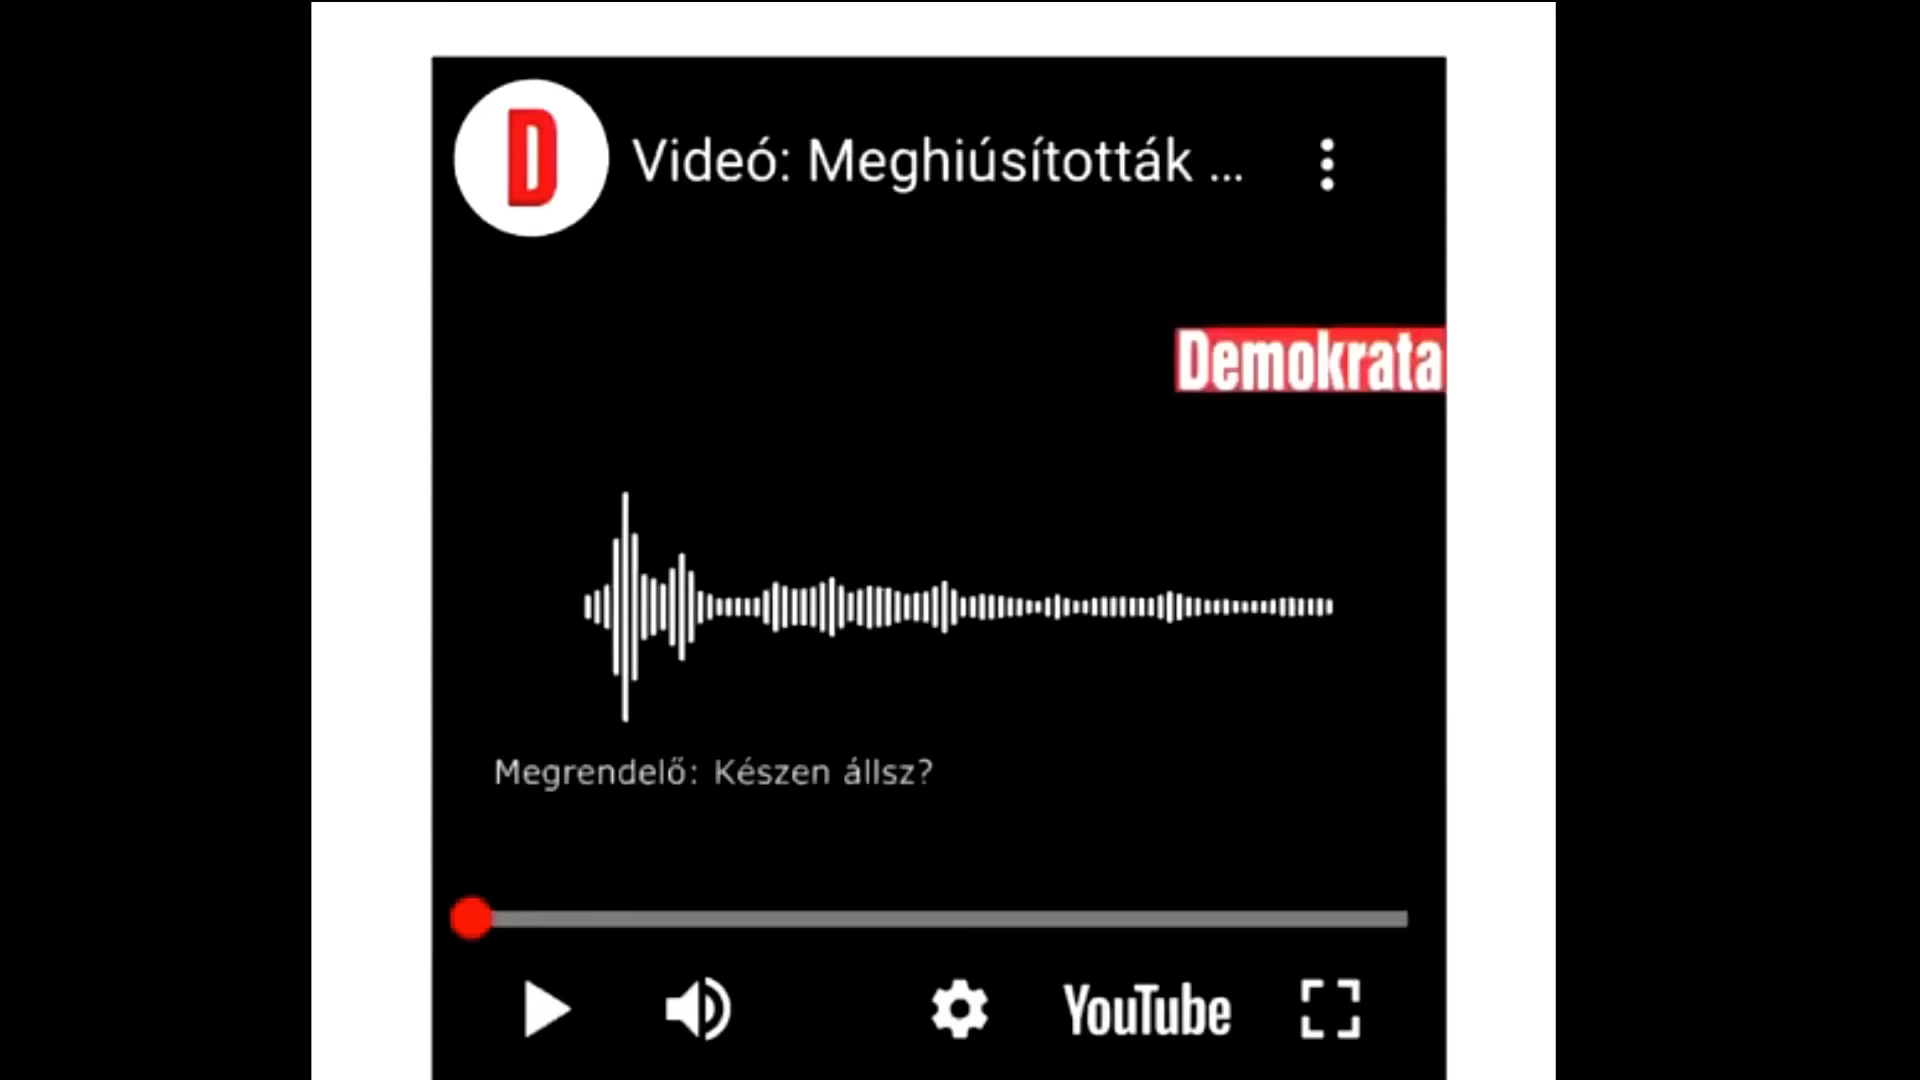 D
Videó: Meghiúsították ...
Demokrata
Megrendelő: Készen állsz?
YouTube